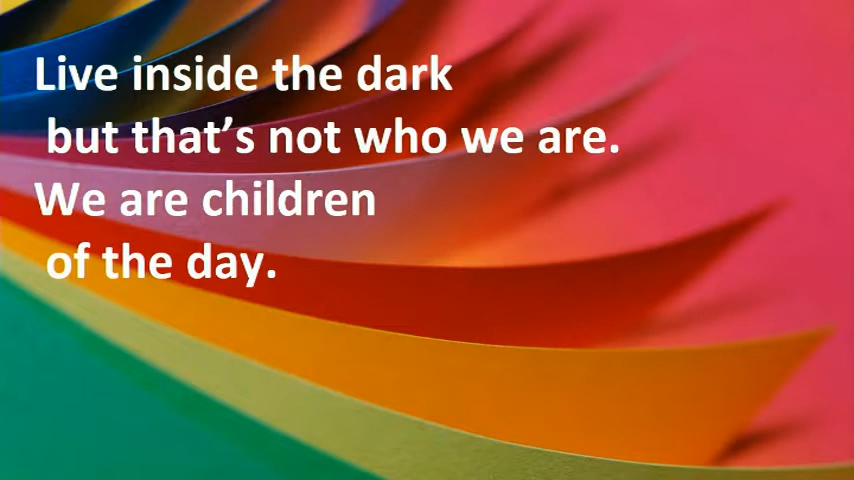 Live inside the dark
but that’s not who we are.
We are children
of the day.